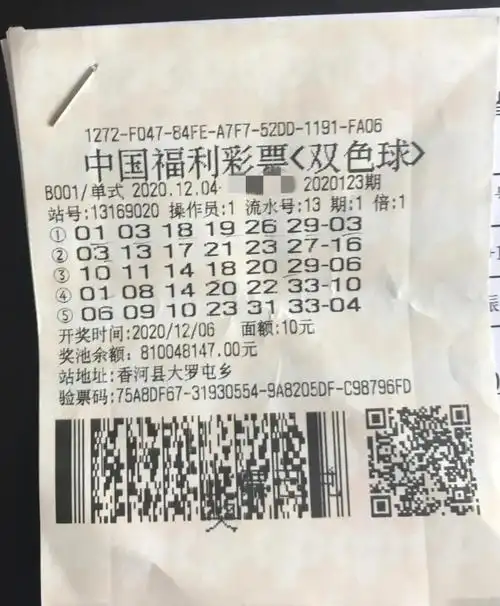 1272-F047-84FE-A7F7-52DD-1191-FA06
中国福利彩票<双色球>
B001/单式 2020.12.04- 2020123期
站号:13169020 操作员:1 流水号:13 期:1 倍:1
① 01 03 18 19 26 29-03
② 03 13 17 21 23 27-16
③ 10 11 14 18 20 29-06
④ 01 08 14 20 22 33-10
⑤ 06 09 10 23 31 33-04
开奖时间:2020/12/06 面额:10元
奖池余额: 810048147.00元
站地址:香河县大罗屯乡
验票码:75A8DF67-31930554-9A8205DF-C98796FD